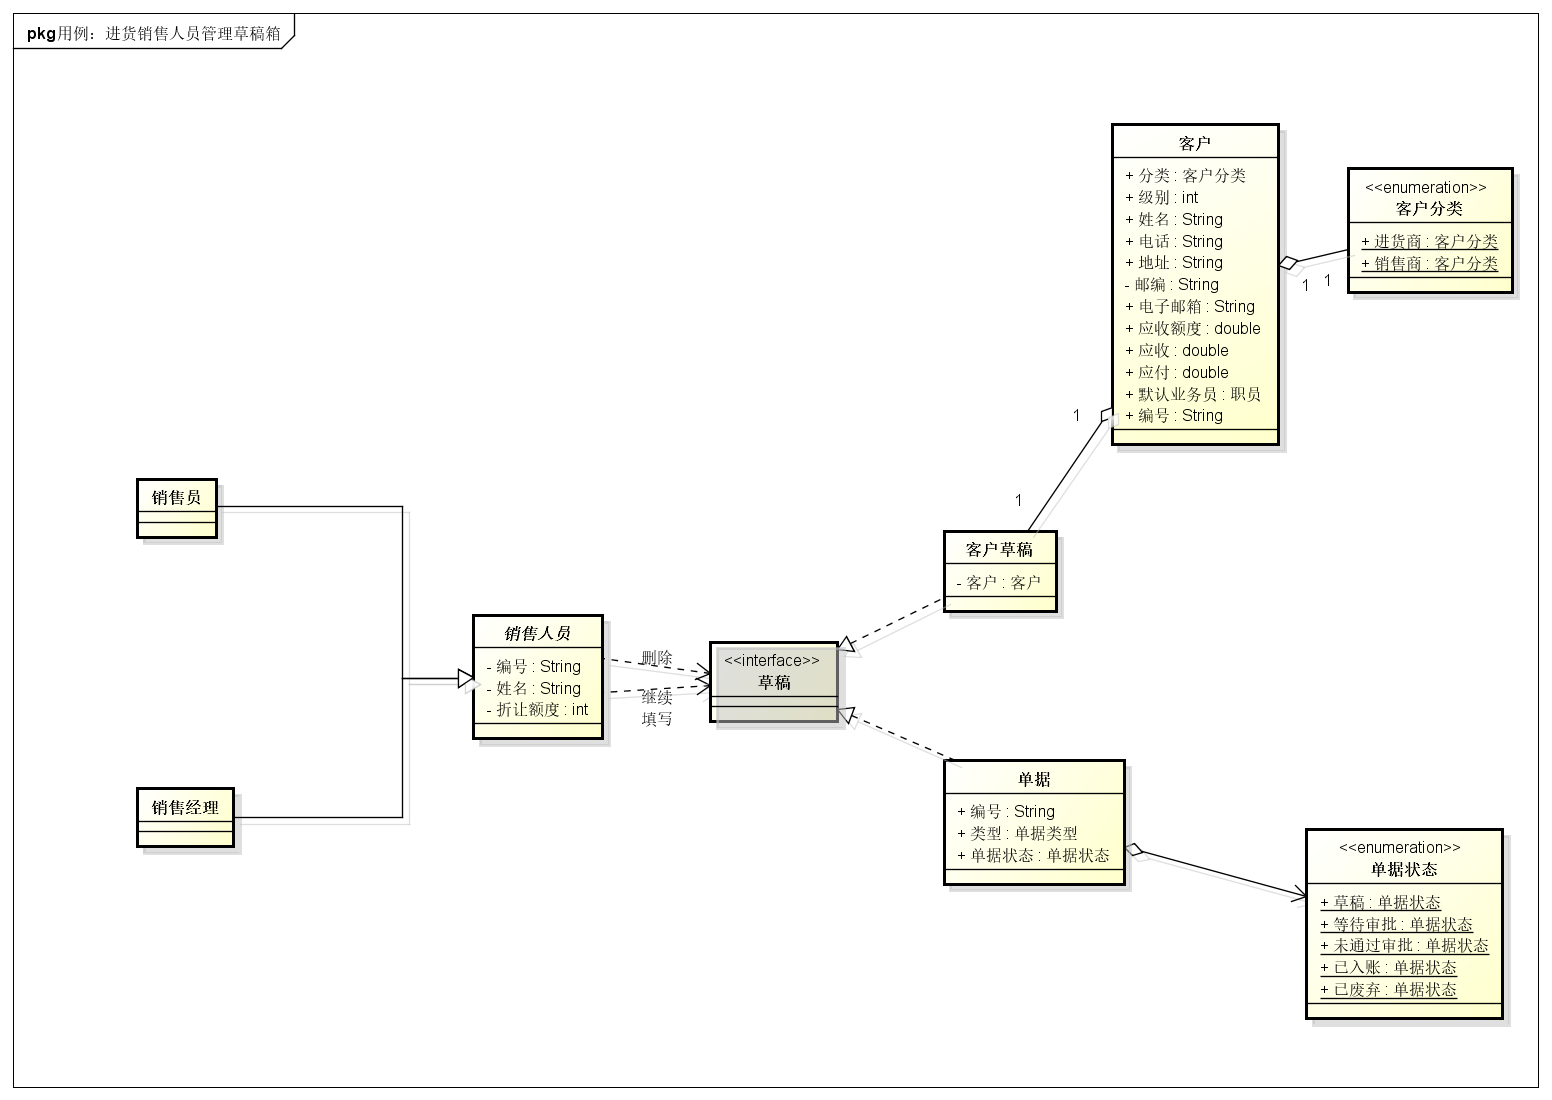 pkg用例：进货销售人员管理草稿箱
客户
+ 分类 : 客户分类
+ 级别 : int
+ 姓名 : String
+ 电话 : String
+ 地址 : String
- 邮编 : String
+ 电子邮箱 : String
+ 应收额度 : double
+ 应收 : double
+ 应付 : double
+ 默认业务员 : 职员
+ 编号 : String
<<enumeration>>
客户分类
+ 进货商 : 客户分类
+ 销售商 : 客户分类
1
1
1
1
销售员
客户草稿
- 客户 : 客户
销售人员
- 编号 : String
- 姓名 : String
- 折让额度 : int
删除
继续
填写
<<interface>>
草稿
销售经理
单据
+ 编号 : String
+ 类型 : 单据类型
+ 单据状态 : 单据状态
<<enumeration>>
单据状态
+ 草稿 : 单据状态
+ 等待审批 : 单据状态
+ 未通过审批 : 单据状态
+ 已入账 : 单据状态
+ 已废弃 : 单据状态